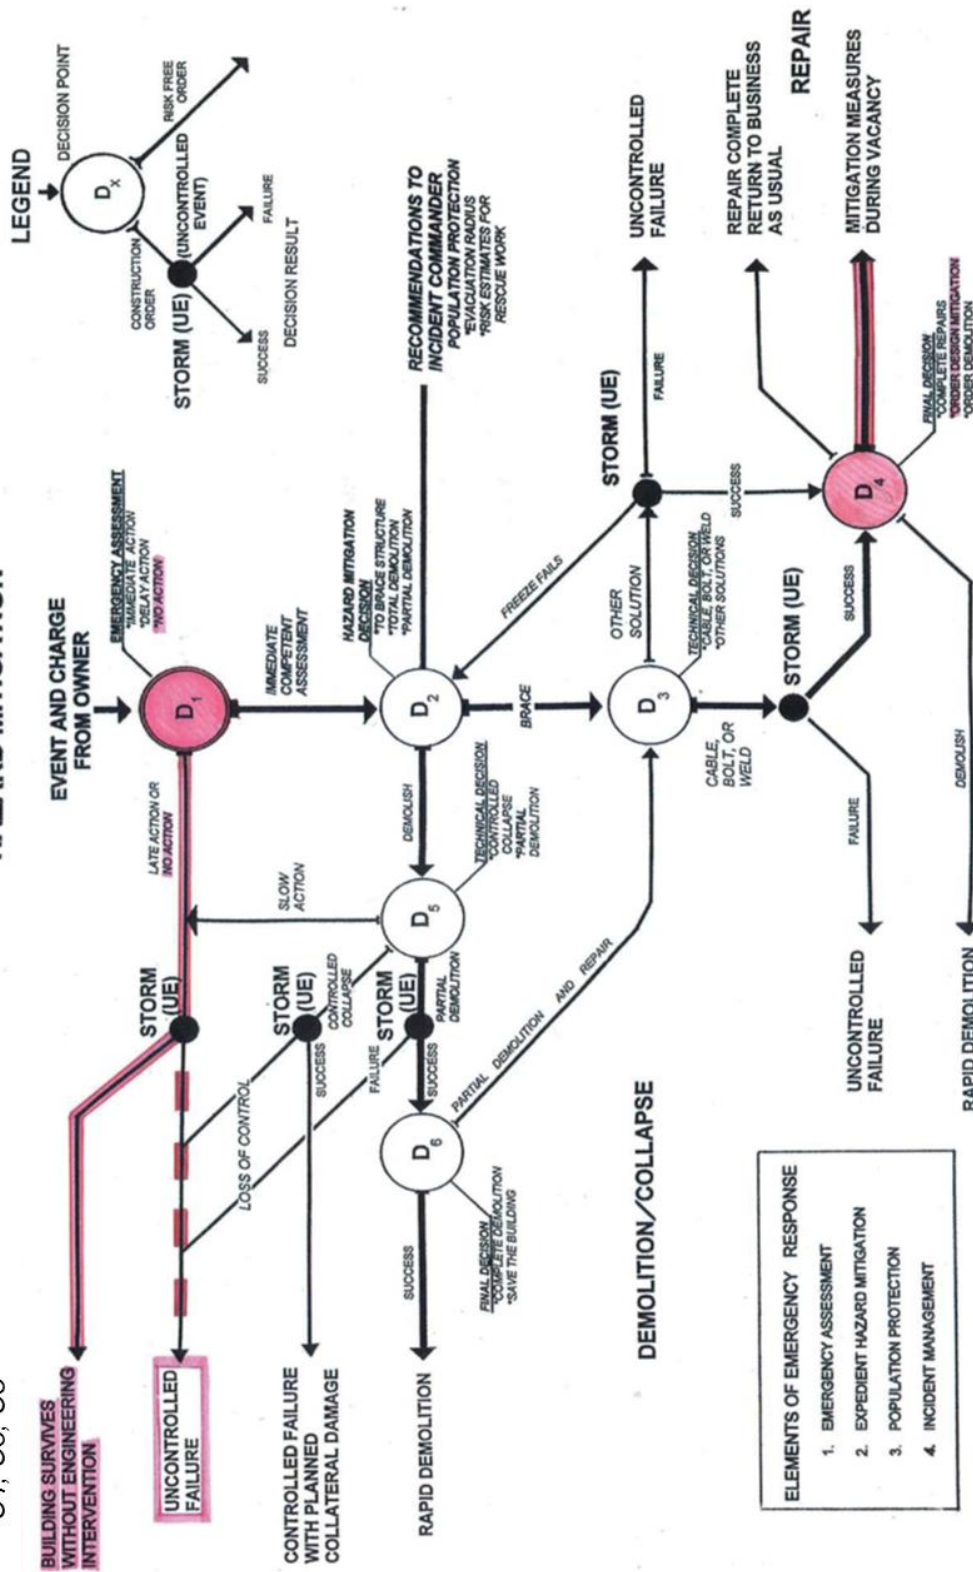 LEGEND
DECISION POINT
Dx
CONSTRUCTION
ORDER
RISK FREE
ORDER
STORM (UE)
(UNCONTROLLED
EVENT)
SUCCESS
FAILURE
DECISION RESULT
EVENT AND CHARGE
FROM OWNER
EMERGENCY ASSESSMENT
*IMMEDIATE ACTION
*DELAY ACTION
*NO ACTION
D1
LATE ACTION OR
NO ACTION
IMMEDIATE
COMPETENT
ASSESSMENT
STORM
(UE)
BUILDING SURVIVES
WITHOUT ENGINEERING
INTERVENTION
UNCONTROLLED
FAILURE
HAZARD MITIGATION
DECISION
*TO BRACE STRUCTURE
*TOTAL DEMOLITION
*PARTIAL DEMOLITION
RECOMMENDATIONS TO
INCIDENT COMMANDER
POPULATION PROTECTION
*EVACUATION RADIUS
*RISK ESTIMATES FOR
RESCUE WORK
D2
DEMOLISH
BRACE
FREEZE FAILS
SLOW
ACTION
D5
TECHNICAL DECISION
*CONTROLLED
COLLAPSE
*PARTIAL
DEMOLITION
STORM
(UE)
CONTROLLED
COLLAPSE
SUCCESS
LOSS OF CONTROL
CONTROLLED FAILURE
WITH PLANNED
COLLATERAL DAMAGE
STORM
(UE)
PARTIAL
DEMOLITION
FAILURE
SUCCESS
D6
SUCCESS
RAPID DEMOLITION
FINAL DECISION
*COMPLETE DEMOLITION
*SAVE THE BUILDING
PARTIAL DEMOLITION AND REPAIR
D3
OTHER
SOLUTION
TECHNICAL DECISION
*CABLE, BOLT, OR WELD
*OTHER SOLUTIONS
STORM (UE)
FAILURE
UNCONTROLLED
FAILURE
SUCCESS
CABLE,
BOLT, OR
WELD
STORM (UE)
SUCCESS
FAILURE
UNCONTROLLED
FAILURE
D4
REPAIR COMPLETE
RETURN TO BUSINESS
AS USUAL
REPAIR
MITIGATION MEASURES
DURING VACANCY
FINAL DECISION
*COMPLETE REPAIRS
*ORDER DESIGN MITIGATION
*ORDER DEMOLITION
DEMOLISH
RAPID DEMOLITION
DEMOLITION/COLLAPSE
ELEMENTS OF EMERGENCY RESPONSE
1. EMERGENCY ASSESSMENT
2. EXPEDIENT HAZARD MITIGATION
3. POPULATION PROTECTION
4. INCIDENT MANAGEMENT